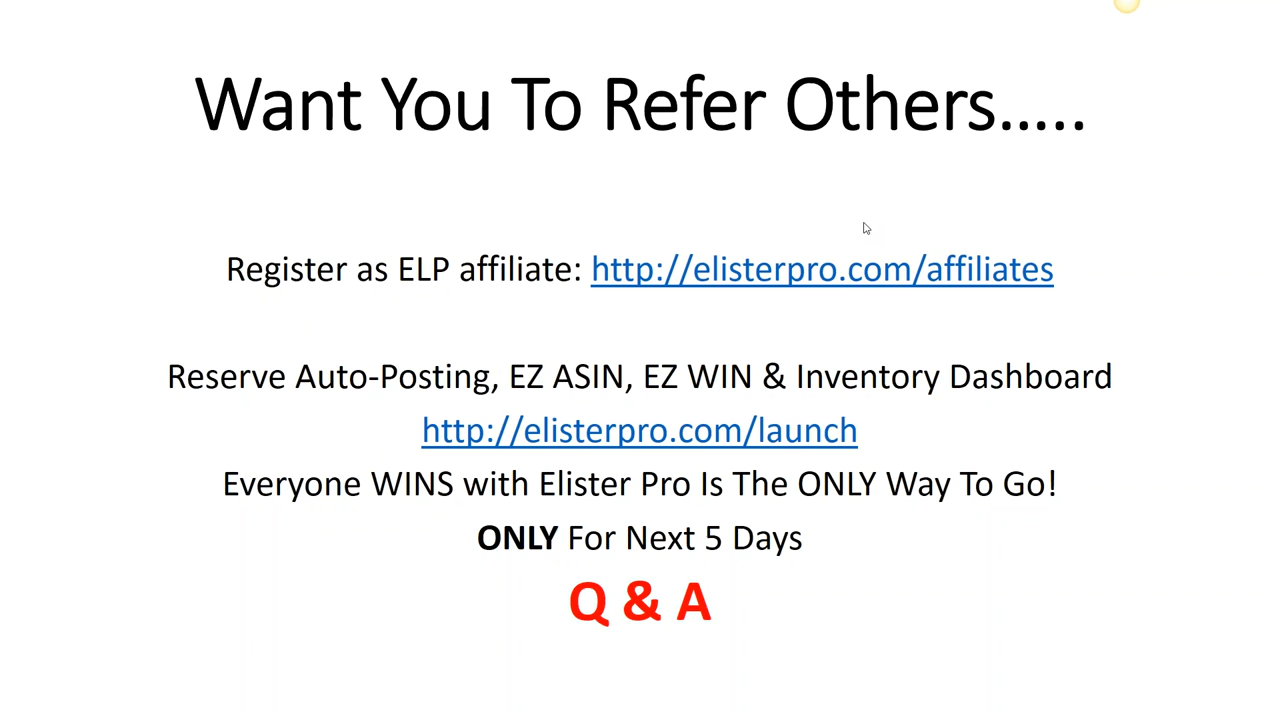 Want You To Refer Others.....
Register as ELP affiliate: http://elisterpro.com/affiliates
Reserve Auto-Posting, EZ ASIN, EZ WIN & Inventory Dashboard
http://elisterpro.com/launch
Everyone WINS with Elister Pro Is The ONLY Way To Go!
ONLY For Next 5 Days
Q & A